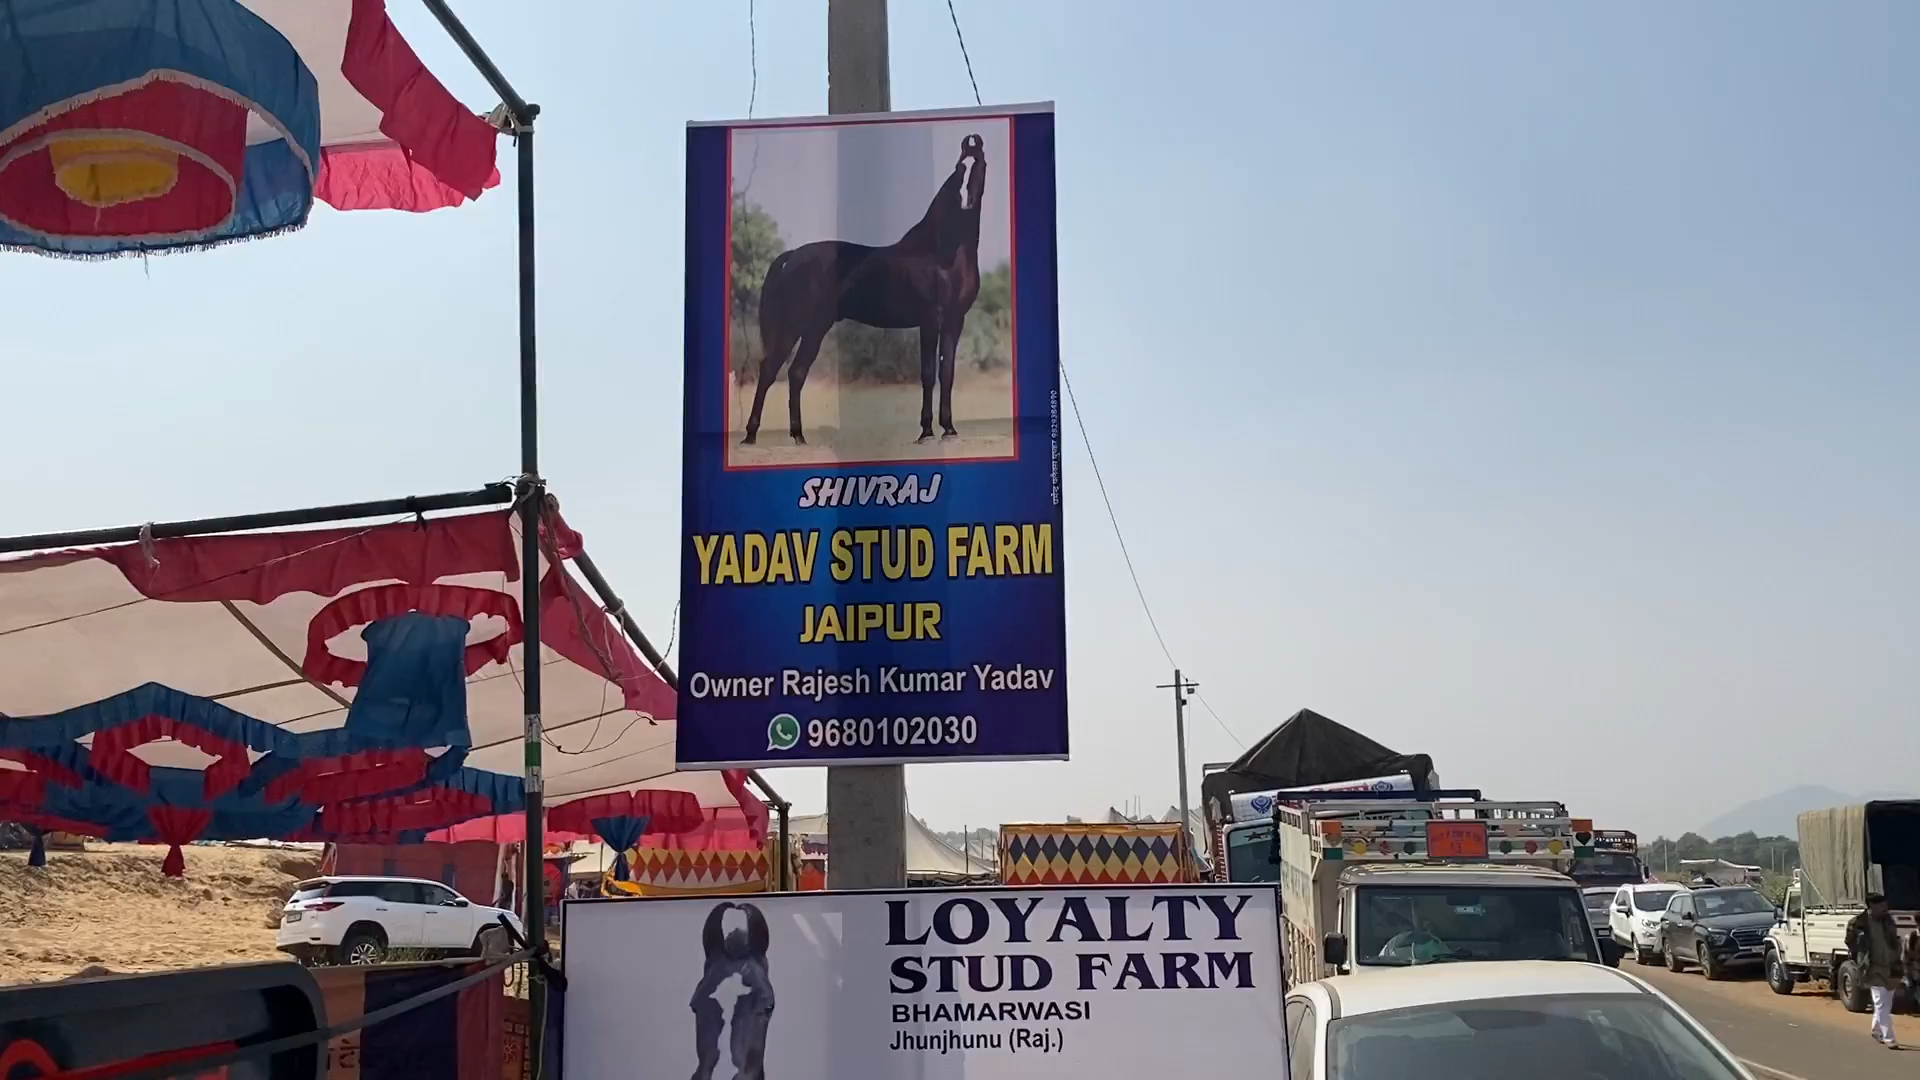 SHIVRAJ
YADAV STUD FARM
JAIPUR
Owner Rajesh Kumar Yadav
9680102030
LOYALTY
STUD FARM
BHAMARWASI
Jhunjhunu (Raj.)